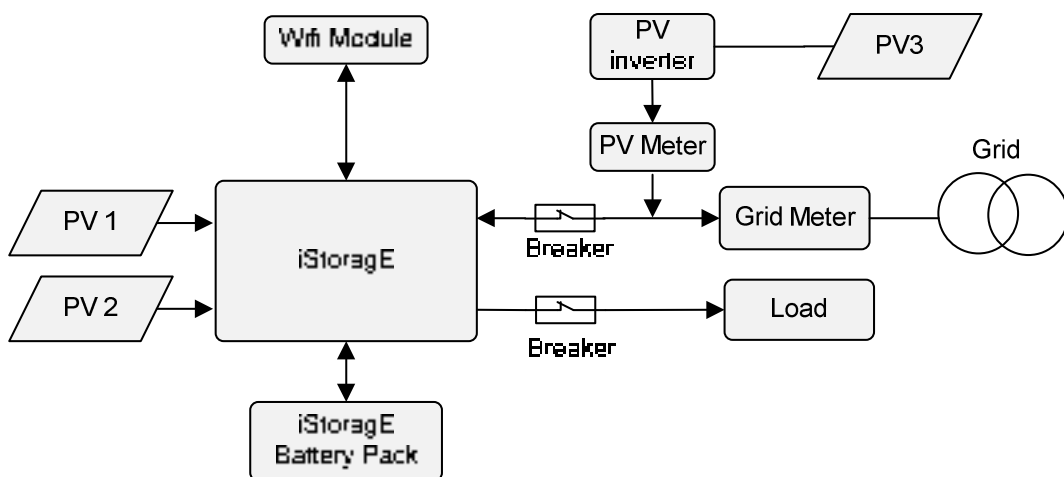 Wifi Module
PV
inverter
PV3
PV Meter
Grid
PV 1
iStoragE
Breaker
Grid Meter
PV 2
Breaker
Load
iStoragE
Battery Pack